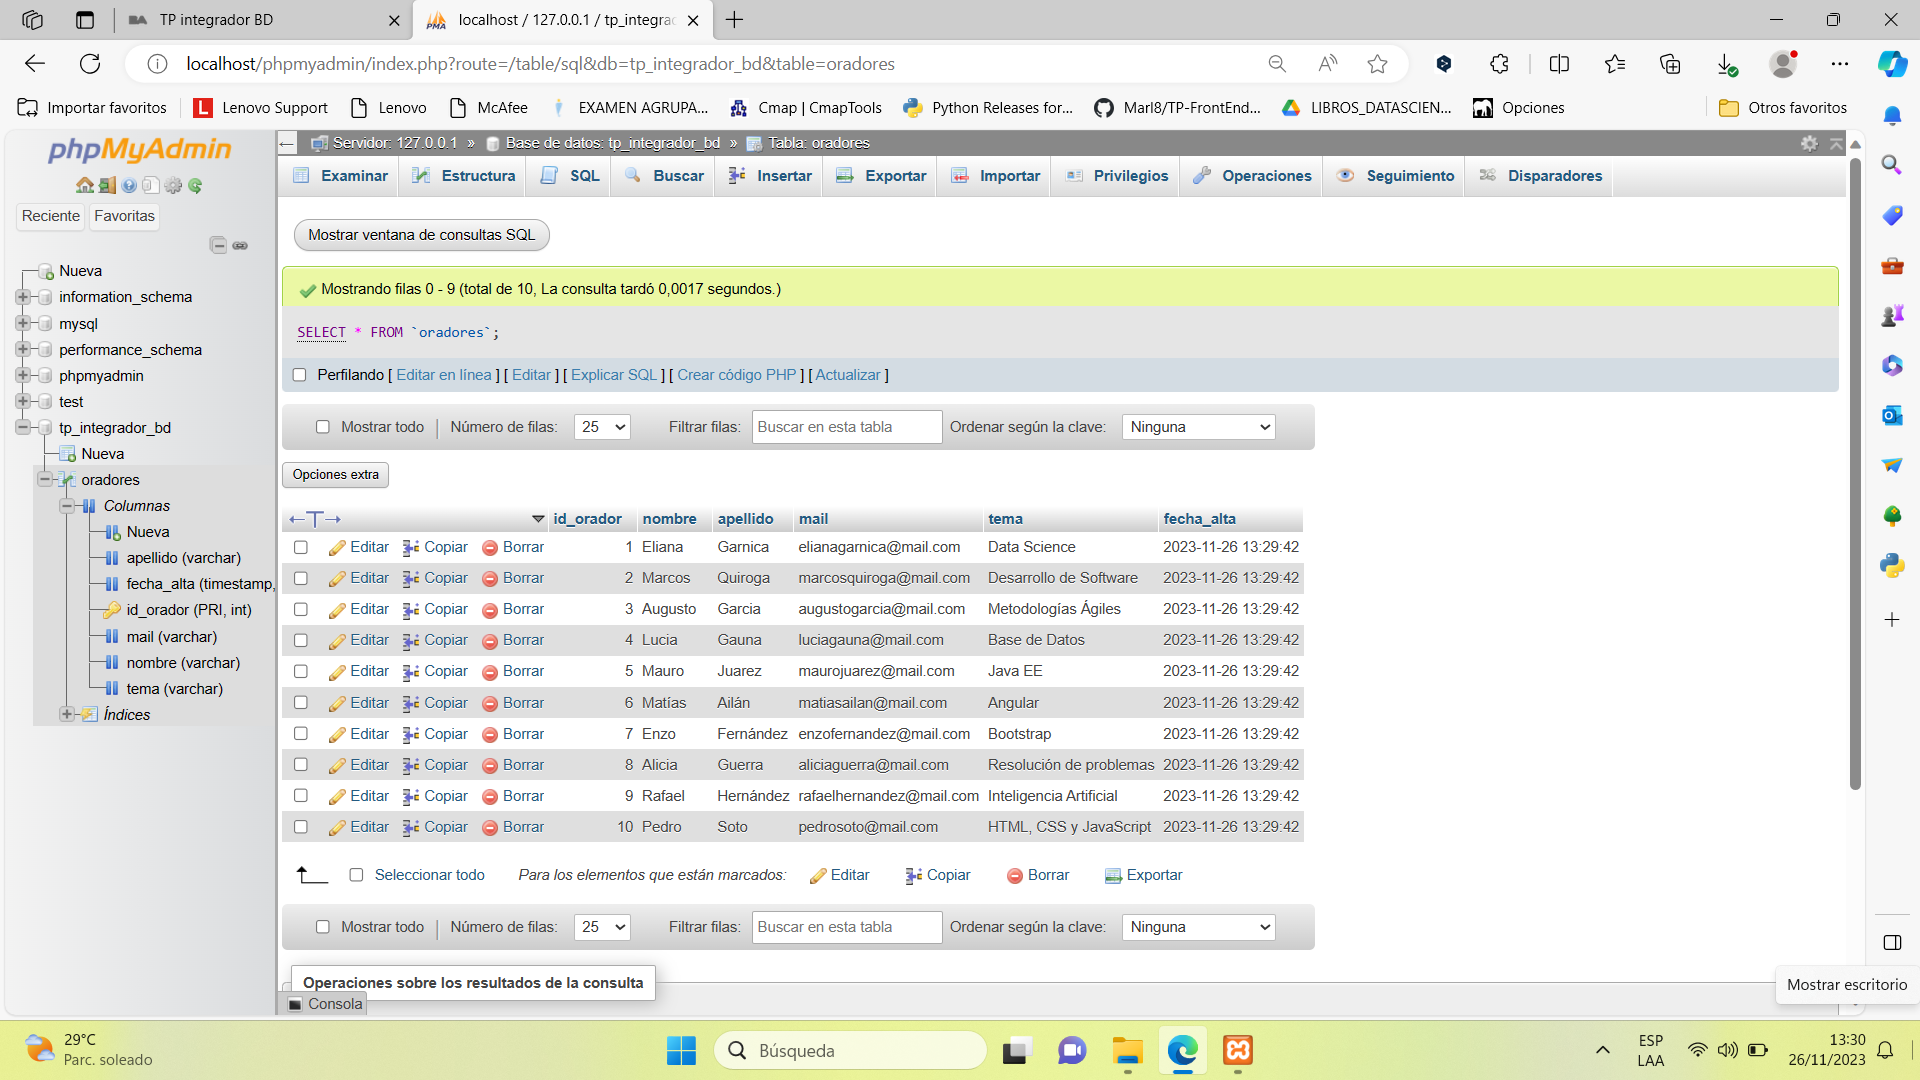 TP integrador BD
localhost / 127.0.0.1 / tp_integra
localhost/phpmyadmin/index.php?route=/table/sql&db=tp_integrador_bd&table=oradores
Importar favoritos
Lenovo Support
Lenovo
McAfee
EXAMEN AGRUPA...
Cmap | CmapTools
Python Releases for...
Marl8/TP-FrontEnd...
LIBROS_DATASCIEN...
Opciones
Otros favoritos
phpMyAdmin
Reciente
Favoritas
Nueva
information_schema
mysql
performance_schema
phpmyadmin
test
tp_integrador_bd
Nueva
oradores
Columnas
Nueva
apellido (varchar)
fecha_alta (timestamp,
id_orador (PRI, int)
mail (varchar)
nombre (varchar)
tema (varchar)
Índices
Servidor: 127.0.0.1 » Base de datos: tp_integrador_bd » Tabla: oradores
Examinar Estructura SQL Buscar Insertar Exportar Importar Privilegios Operaciones Seguimiento Disparadores
Mostrar ventana de consultas SQL
Mostrando filas 0 - 9 (total de 10, La consulta tardó 0,0017 segundos.)
SELECT * FROM `oradores`;
Perfilando [ Editar en línea ] [ Editar ] [ Explicar SQL ] [ Crear código PHP ] [ Actualizar ]
Mostrar todo | Número de filas: 25 Filtrar filas: Buscar en esta tabla Ordenar según la clave: Ninguna
Opciones extra
←T→ id_orador nombre apellido mail tema fecha_alta
Editar Copiar Borrar 1 Eliana Garnica elianagarnica@mail.com Data Science 2023-11-26 13:29:42
Editar Copiar Borrar 2 Marcos Quiroga marcosquiroga@mail.com Desarrollo de Software 2023-11-26 13:29:42
Editar Copiar Borrar 3 Augusto Garcia augustogarcia@mail.com Metodologías Ágiles 2023-11-26 13:29:42
Editar Copiar Borrar 4 Lucia Gauna luciagauna@mail.com Base de Datos 2023-11-26 13:29:42
Editar Copiar Borrar 5 Mauro Juarez maurojuarez@mail.com Java EE 2023-11-26 13:29:42
Editar Copiar Borrar 6 Matías Ailán matiasailan@mail.com Angular 2023-11-26 13:29:42
Editar Copiar Borrar 7 Enzo Fernández enzofernandez@mail.com Bootstrap 2023-11-26 13:29:42
Editar Copiar Borrar 8 Alicia Guerra aliciaguerra@mail.com Resolución de problemas 2023-11-26 13:29:42
Editar Copiar Borrar 9 Rafael Hernández rafaelhernandez@mail.com Inteligencia Artificial 2023-11-26 13:29:42
Editar Copiar Borrar 10 Pedro Soto pedrosoto@mail.com HTML, CSS y JavaScript 2023-11-26 13:29:42
Seleccionar todo Para los elementos que están marcados: Editar Copiar Borrar Exportar
Mostrar todo | Número de filas: 25 Filtrar filas: Buscar en esta tabla Ordenar según la clave: Ninguna
Operaciones sobre los resultados de la consulta
Consola
Mostrar escritorio
29°C
Parc. soleado
Búsqueda
ESP
LAA
13:30
26/11/2023